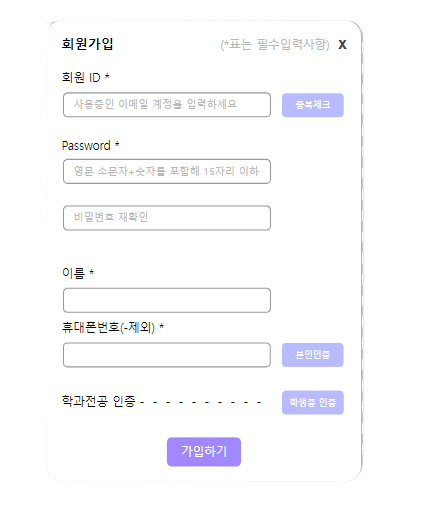 회원가입 (*표는 필수입력사항) X
회원 ID *
사용중인 이메일 계정을 입력하세요 중복체크
Password *
영문 소문자+숫자를 포함해 15자리 이하
비밀번호 재확인
이름 *
휴대폰번호(-제외) *
본인인증
학과전공 인증 - - - - - - - - - - 학생증 인증
가입하기